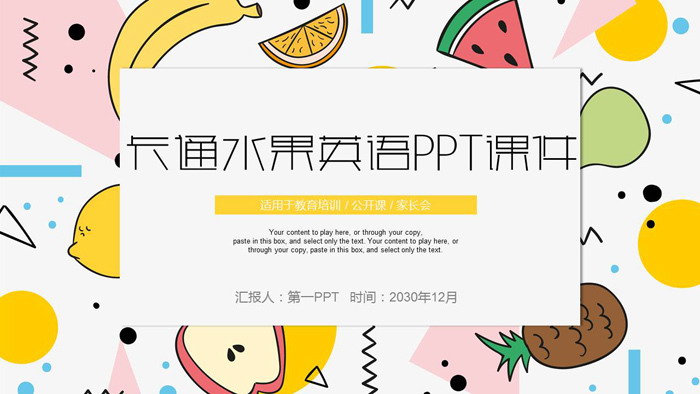 卡通水果英语PPT课件
适用于教育培训 / 公开课 / 家长会
Your content to play here, or through your copy,
paste in this box, and select only the text. Your content to play here, or
through your copy, paste in this box, and select only the text.
汇报人：第一PPT 时间：2030年12月